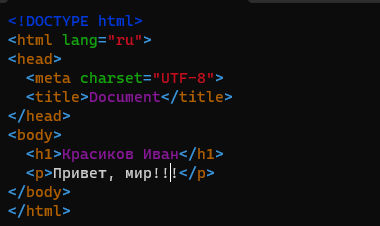 <!DOCTYPE html>
<html lang="ru">
<head>
  <meta charset="UTF-8">
  <title>Document</title>
</head>
<body>
  <h1>Красиков Иван</h1>
  <p>Привет, мир!!!</p>
</body>
</html>